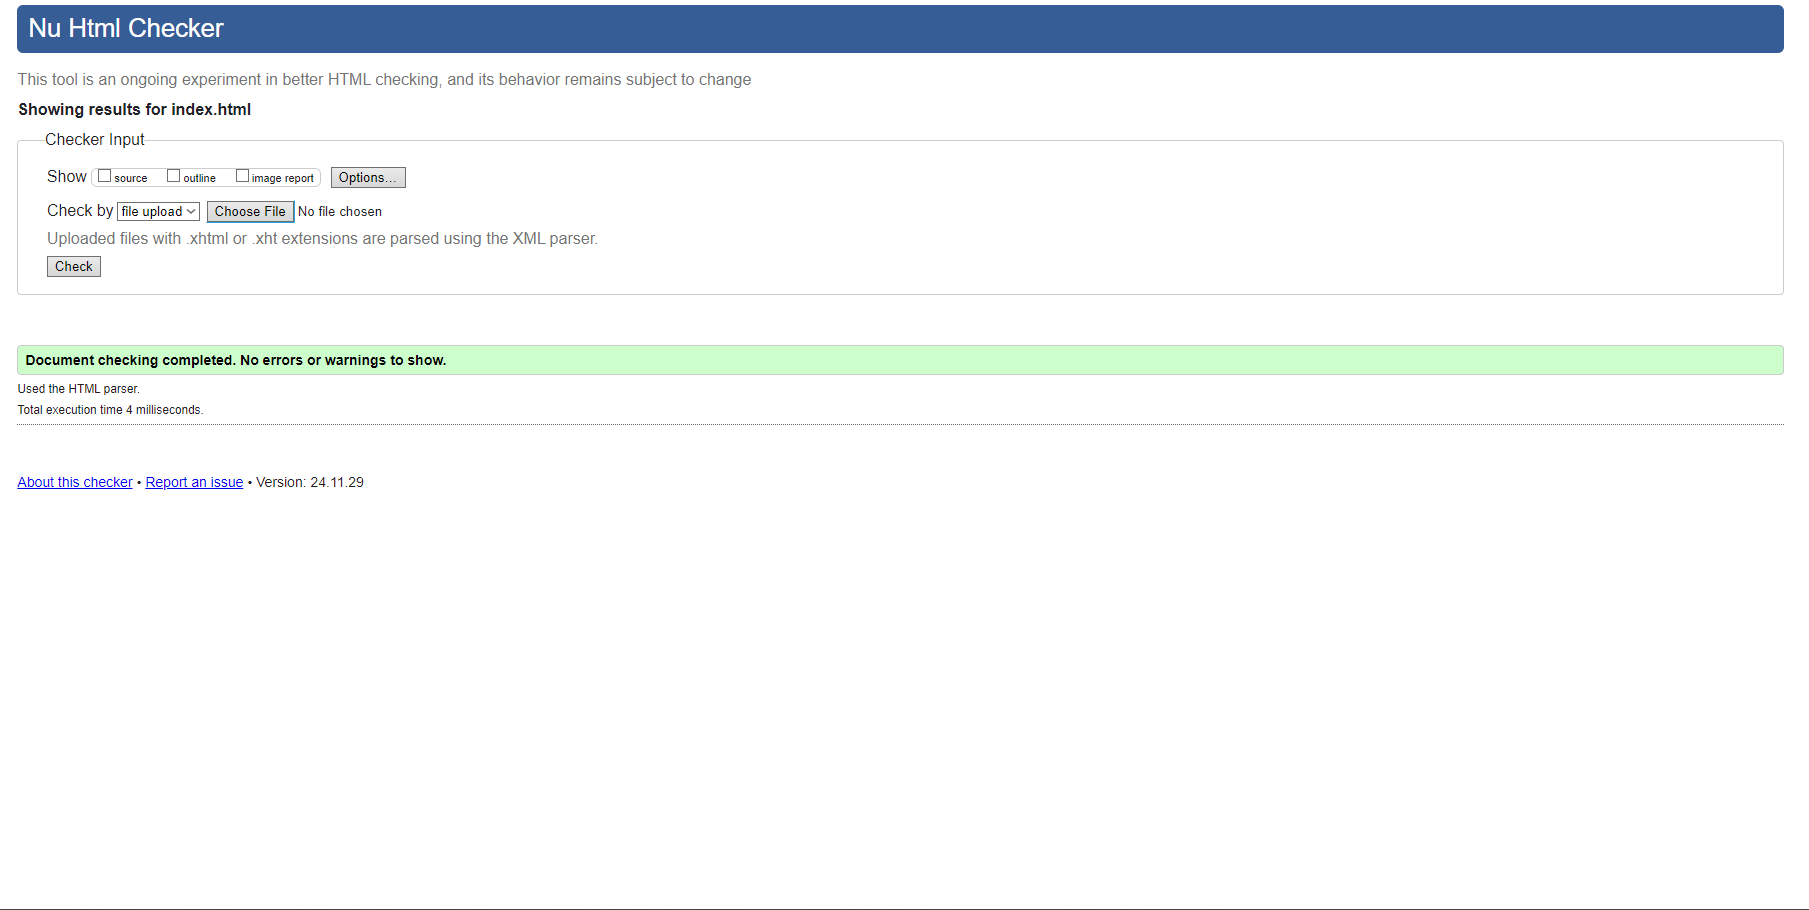 Nu Html Checker
This tool is an ongoing experiment in better HTML checking, and its behavior remains subject to change
Showing results for index.html
Checker Input
Show source outline image report Options...
Check by file upload Choose File No file chosen
Uploaded files with .xhtml or .xht extensions are parsed using the XML parser.
Check
Document checking completed. No errors or warnings to show.
Used the HTML parser.
Total execution time 4 milliseconds.
About this checker • Report an issue • Version: 24.11.29